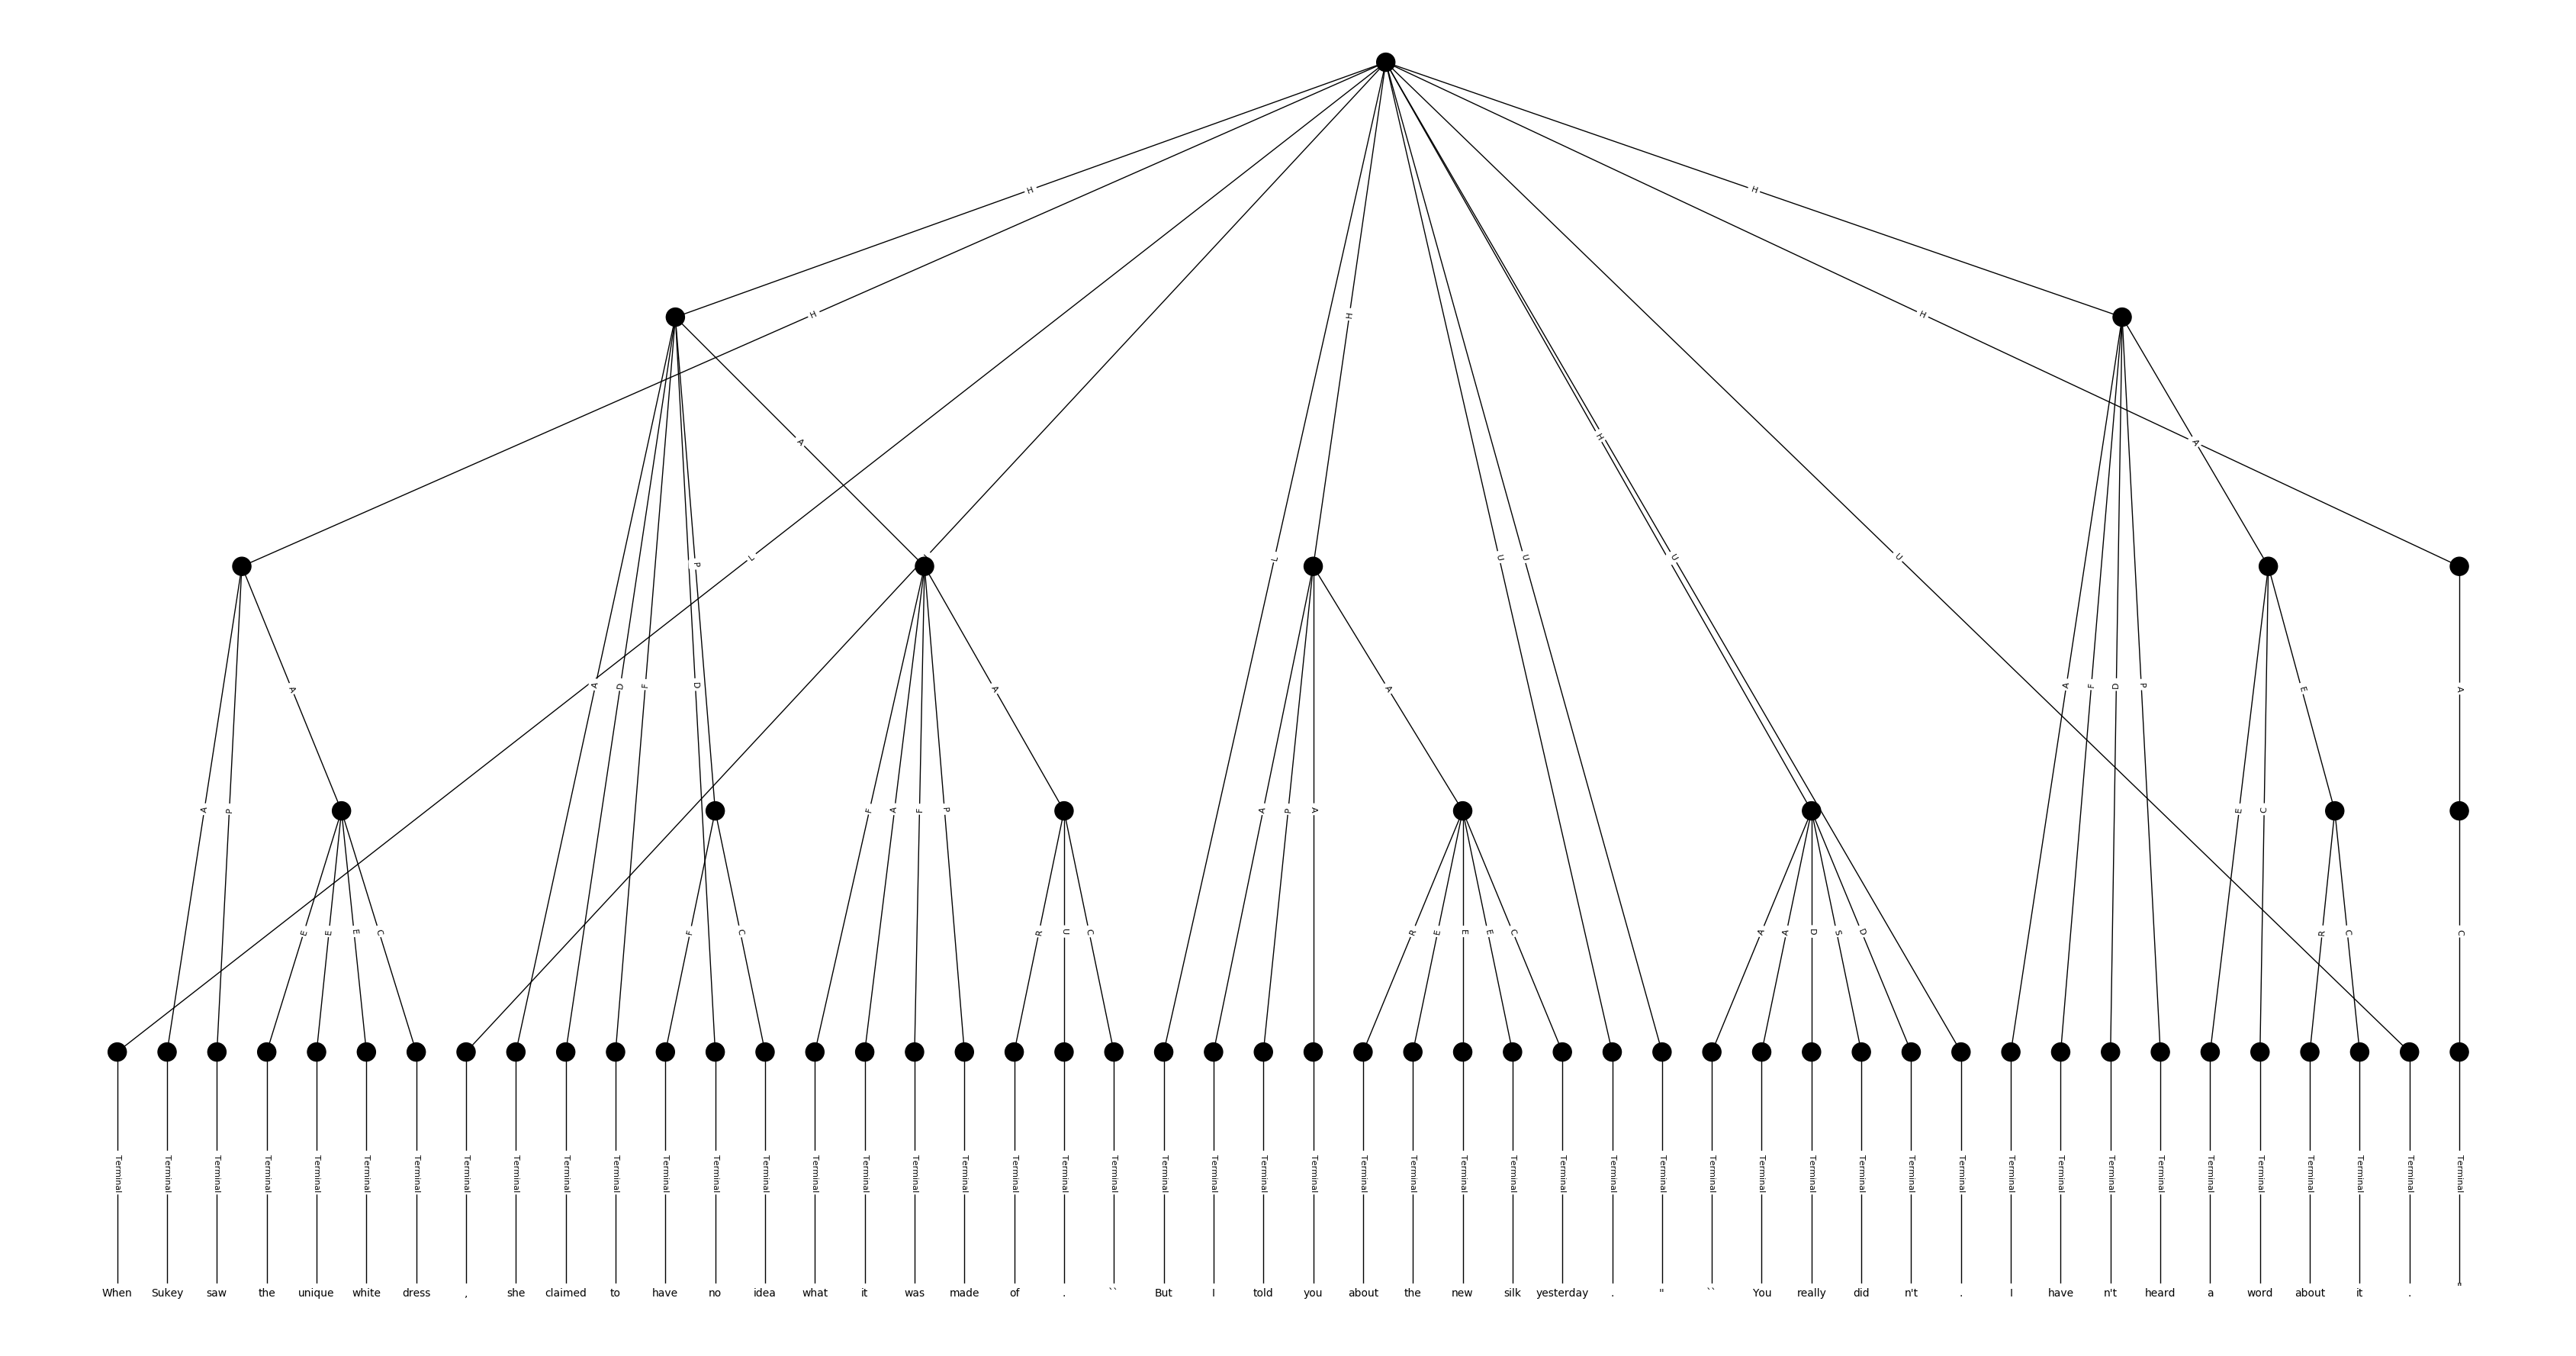 H H
H H H
H
A A
L L U U U U
P
A D F D A F D P
A A A A
A P F A F P A P A E C
E E E C F C R U C R E E E C A A D S D R C C
Terminal Terminal Terminal Terminal Terminal Terminal Terminal Terminal Terminal Terminal Terminal Terminal Terminal Terminal Terminal Terminal Terminal Terminal Terminal Terminal Terminal Terminal Terminal Terminal Terminal Terminal Terminal Terminal Terminal Terminal Terminal Terminal Terminal Terminal Terminal Terminal Terminal Terminal Terminal Terminal Terminal Terminal Terminal Terminal Terminal Terminal Terminal Terminal
When Sukey saw the unique white dress , she claimed to have no idea what it was made of . `` But I told you about the new silk yesterday . " `` You really did n't . I have n't heard a word about it . "